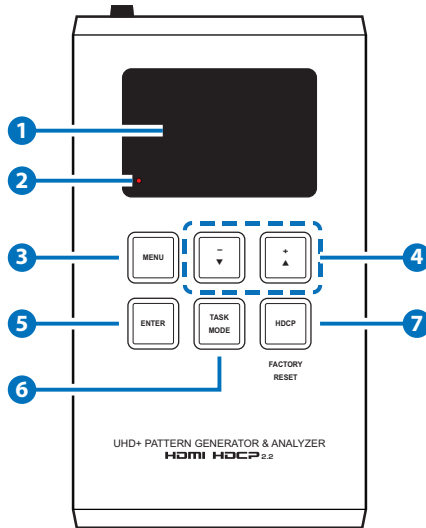 1
2
3
MENU
−
▼
+
▲
4
5
ENTER
TASK
MODE
HDCP
7
6
FACTORY
RESET
UHD+ PATTERN GENERATOR & ANALYZER
HDMI HDCP 2.2